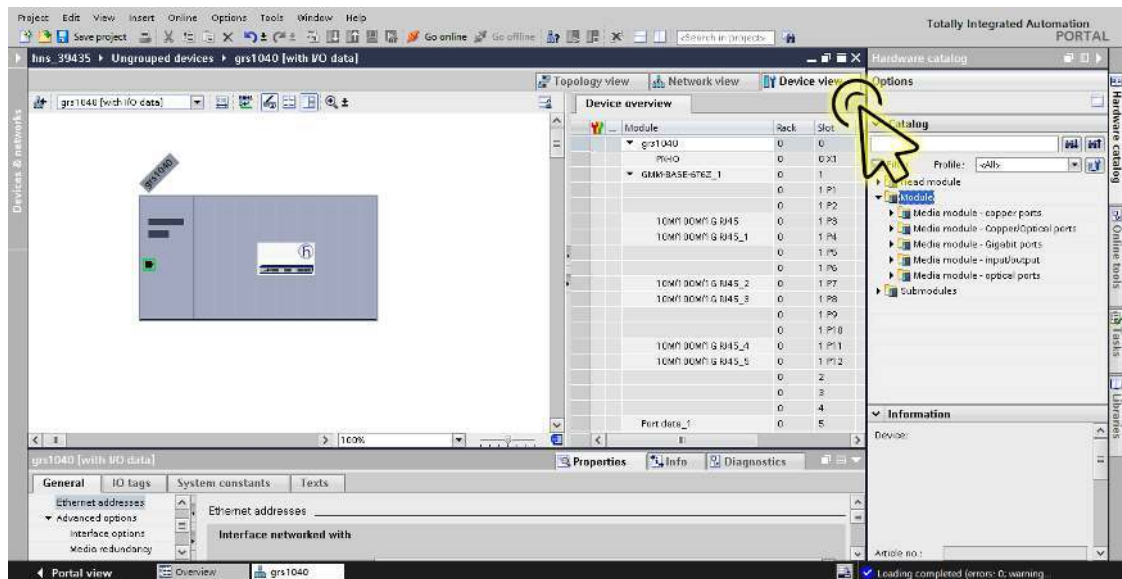 Project Edit View Insert Online Options Tools Window Help
Totally Integrated Automation
PORTAL
Save project Go online Go offline <Search in project>
hns_39435 Ungrouped devices grs1040 [with I/O data]
Hardware catalog
Topology view Network view Device view
Options
grs1040 [with I/O data]
Device overview
Module Rack Slot
grs1040 0 0
PN-IO 0 0 X1
GMM-BASE-6T6Z_1 0 1
0 1 P1
0 1 P2
10M/100M/1G RJ45 0 1 P3
10M/100M/1G RJ45_1 0 1 P4
0 1 P5
0 1 P6
10M/100M/1G RJ45_2 0 1 P7
10M/100M/1G RJ45_3 0 1 P8
0 1 P9
0 1 P10
10M/100M/1G RJ45_4 0 1 P11
10M/100M/1G RJ45_5 0 1 P12
0 2
0 3
0 4
Port data_1 0 5
Catalog
Profile: <All>
Head module
Module
Media module - copper ports
Media module - Copper/Optical ports
Media module - Gigabit ports
Media module - input/output
Media module - optical ports
Submodules
Information
Device:
Article no.:
Devices & networks
grs1040
Hardware catalog
Online tools
Tasks
Libraries
100%
grs1040 [with I/O data]
Properties Info Diagnostics
General IO tags System constants Texts
Ethernet addresses
Advanced options
Interface options
Media redundancy
Ethernet addresses
Interface networked with
Portal view Overview grs1040
Loading completed (errors: 0; warning...